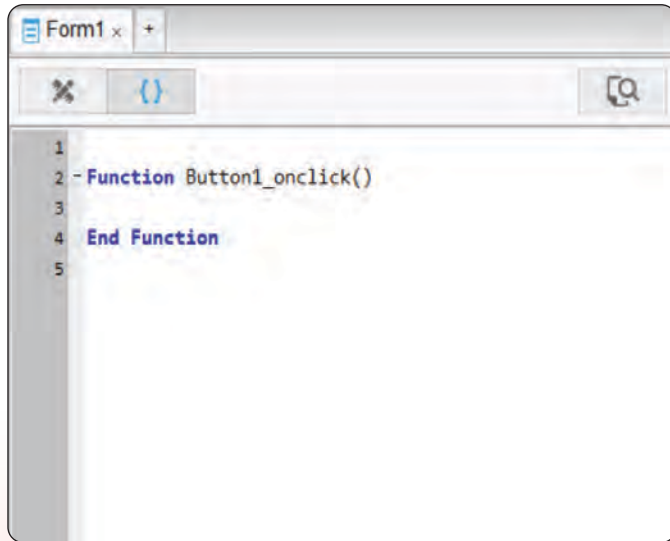 Form1 × +
{}
1
2 - Function Button1_onclick()
3
4 End Function
5